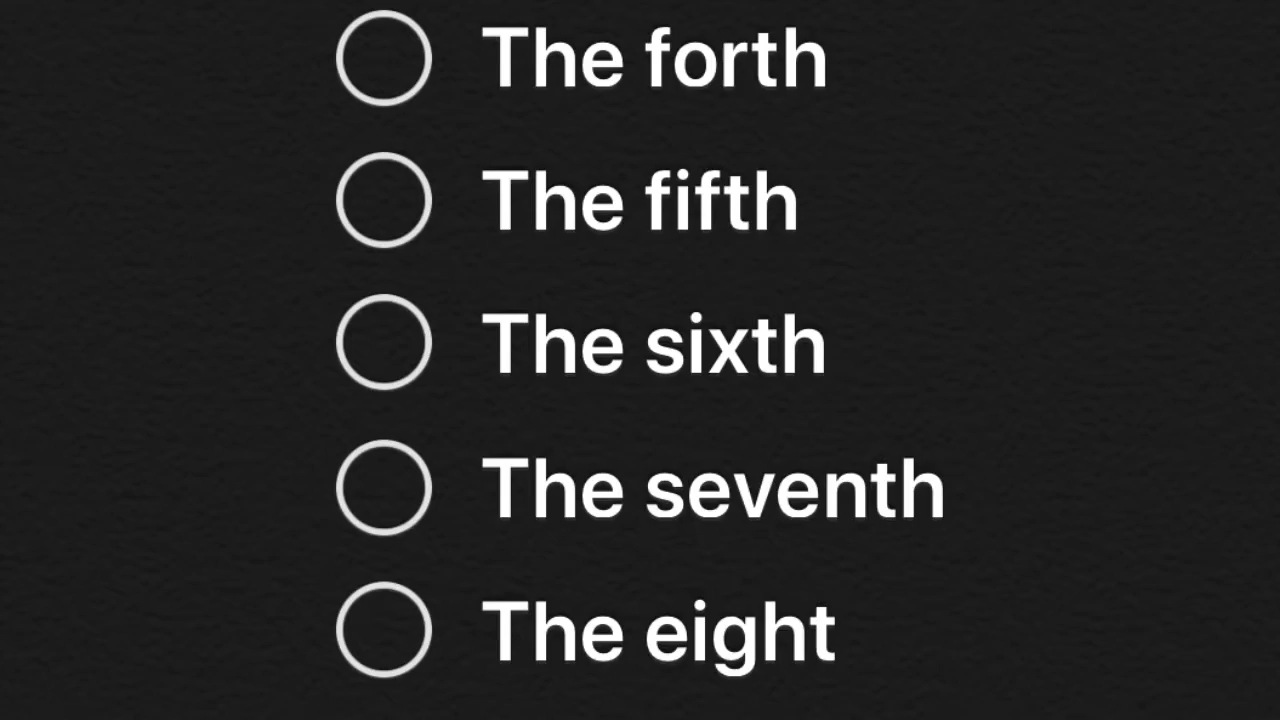 The forth
The fifth
The sixth
The seventh
The eight